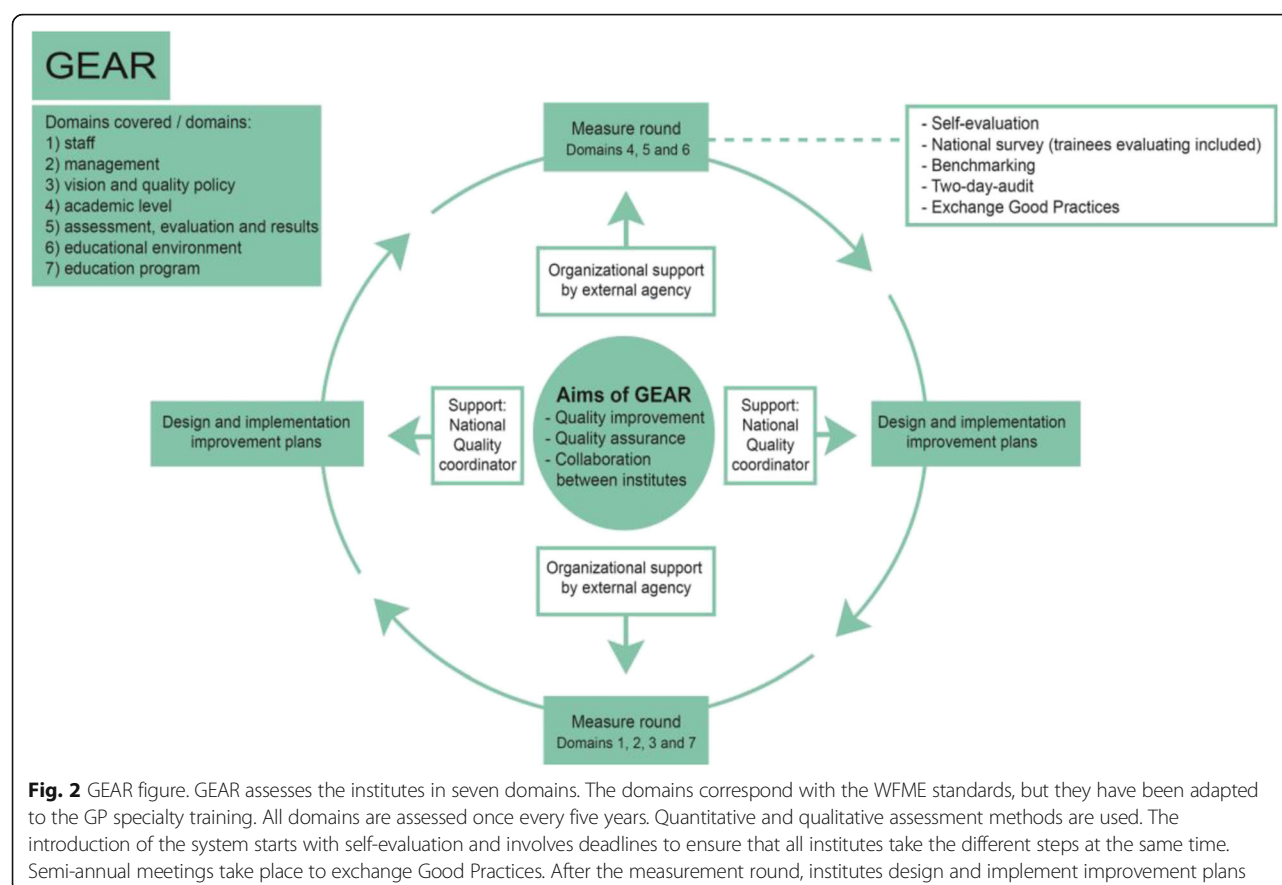 GEAR
Domains covered / domains:
1) staff
2) management
3) vision and quality policy
4) academic level
5) assessment, evaluation and results
6) educational environment
7) education program
Measure round
Domains 4, 5 and 6
- Self-evaluation
- National survey (trainees evaluating included)
- Benchmarking
- Two-day-audit
- Exchange Good Practices
Organizational support
by external agency
Design and implementation
improvement plans
Support:
National
Quality
coordinator
Aims of GEAR
- Quality improvement
- Quality assurance
- Collaboration
between institutes
Support:
National
Quality
coordinator
Design and implementation
improvement plans
Organizational support
by external agency
Measure round
Domains 1, 2, 3 and 7
Fig. 2 GEAR figure. GEAR assesses the institutes in seven domains. The domains correspond with the WFME standards, but they have been adapted
to the GP specialty training. All domains are assessed once every five years. Quantitative and qualitative assessment methods are used. The
introduction of the system starts with self-evaluation and involves deadlines to ensure that all institutes take the different steps at the same time.
Semi-annual meetings take place to exchange Good Practices. After the measurement round, institutes design and implement improvement plans